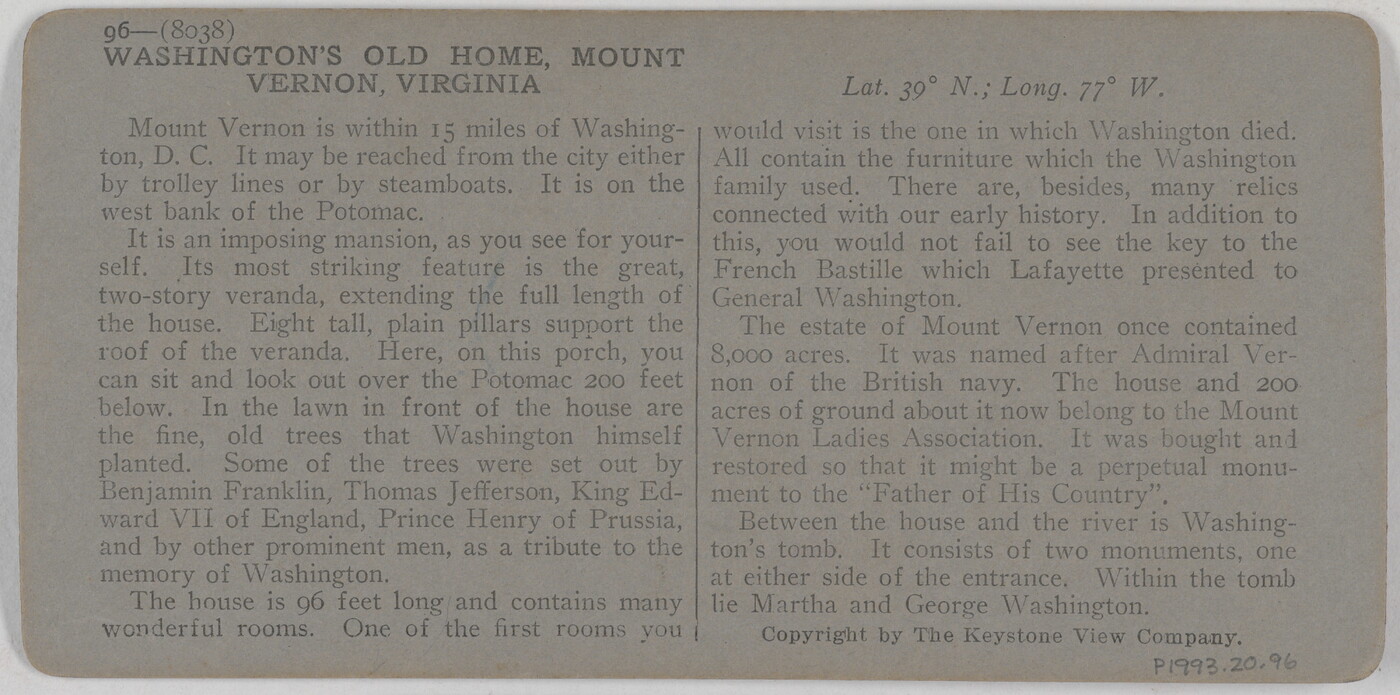 96—(8038)
WASHINGTON'S OLD HOME, MOUNT
VERNON, VIRGINIA
Mount Vernon is within 15 miles of Washing-
ton, D. C. It may be reached from the city either
by trolley lines or by steamboats. It is on the
west bank of the Potomac.
It is an imposing mansion, as you see for your-
self. Its most striking feature is the great,
two-story veranda, extending the full length of
the house. Eight tall, plain pillars support the
roof of the veranda. Here, on this porch, you
can sit and look out over the Potomac 200 feet
below. In the lawn in front of the house are
the fine, old trees that Washington himself
planted. Some of the trees were set out by
Benjamin Franklin, Thomas Jefferson, King Ed-
ward VII of England, Prince Henry of Prussia,
and by other prominent men, as a tribute to the
memory of Washington.
The house is 96 feet long and contains many
wonderful rooms. One of the first rooms you
Lat. 39° N.; Long. 77° W.
would visit is the one in which Washington died.
All contain the furniture which the Washington
family used. There are, besides, many relics
connected with our early history. In addition to
this, you would not fail to see the key to the
French Bastille which Lafayette presented to
General Washington.
The estate of Mount Vernon once contained
8,000 acres. It was named after Admiral Ver-
non of the British navy. The house and 200
acres of ground about it now belong to the Mount
Vernon Ladies Association. It was bought and
restored so that it might be a perpetual monu-
ment to the “Father of His Country”.
Between the house and the river is Washing-
ton's tomb. It consists of two monuments, one
at either side of the entrance. Within the tomb
lie Martha and George Washington.
Copyright by The Keystone View Company.
P1993.20.96